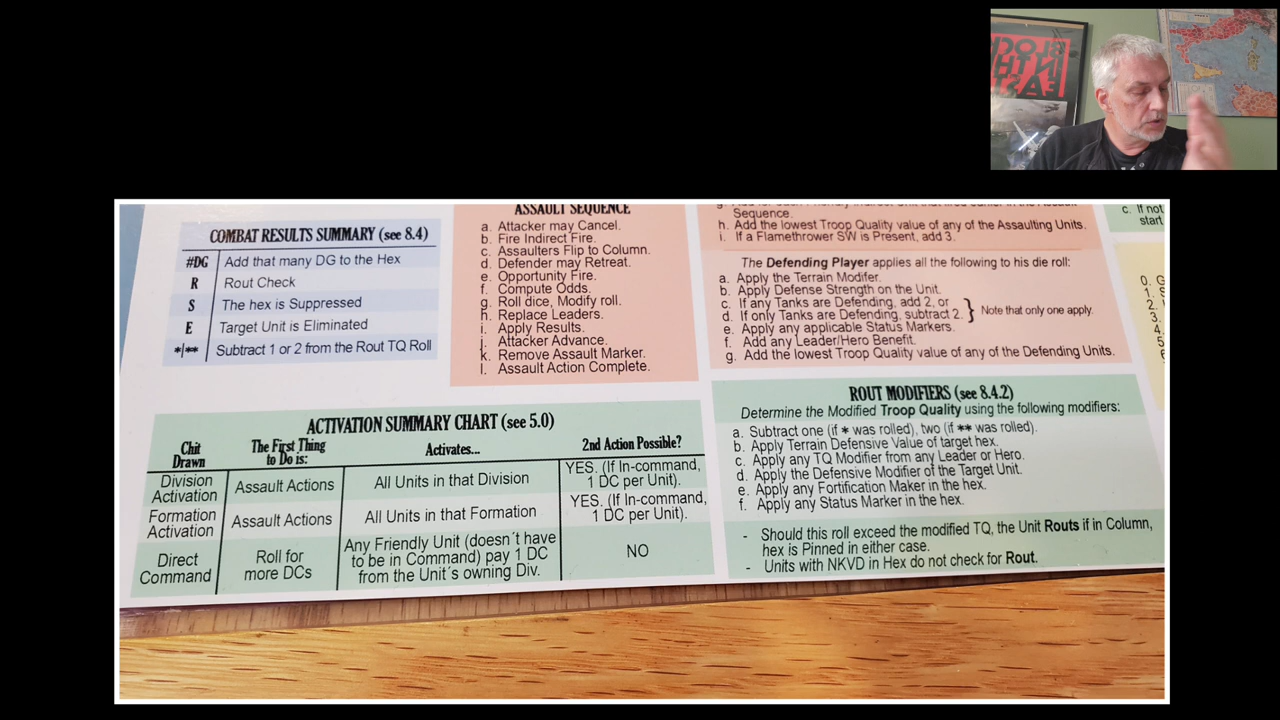 COMBAT RESULTS SUMMARY (see 8.4)
#DG Add that many DG to the Hex
R Rout Check
S The hex is Suppressed
E Target Unit is Eliminated
*|** Subtract 1 or 2 from the Rout TQ Roll
ASSAULT SEQUENCE
a. Attacker may Cancel.
b. Fire Indirect Fire.
c. Assaulters Flip to Column.
d. Defender may Retreat.
e. Opportunity Fire.
f. Compute Odds.
g. Roll dice, Modify roll.
h. Replace Leaders.
i. Apply Results.
j. Attacker Advance.
k. Remove Assault Marker.
l. Assault Action Complete.
Sequence.
h. Add the lowest Troop Quality value of any of the Assaulting Units.
i. If a Flamethrower SW is Present, add 3.
The Defending Player applies all the following to his die roll:
a. Apply the Terrain Modifer.
b. Apply Defense Strength on the Unit.
c. If any Tanks are Defending, add 2, or
d. If only Tanks are Defending, subtract 2.
Note that only one apply.
e. Apply any applicable Status Markers.
f. Add any Leader/Hero Benefit.
g. Add the lowest Troop Quality value of any of the Defending Units.
c. If not
start
0.
1.
2.
3.
4.
5.
ACTIVATION SUMMARY CHART (see 5.0)
Chit
Drawn
The First Thing
to Do is:
Activates...
2nd Action Possible?
Division
Activation
Assault Actions
All Units in that Division
YES. (If In-command,
1 DC per Unit).
Formation
Activation
Assault Actions
All Units in that Formation
YES. (If In-command,
1 DC per Unit).
Direct
Command
Roll for
more DCs
Any Friendly Unit (doesn´t have
to be in Command) pay 1 DC
from the Unit´s owning Div.
NO
ROUT MODIFIERS (see 8.4.2)
Determine the Modified Troop Quality using the following modifiers:
a. Subtract one (if * was rolled), two (if ** was rolled).
b. Apply Terrain Defensive Value of target hex.
c. Apply any TQ Modifier from any Leader or Hero.
d. Apply the Defensive Modifier of the Target Unit.
e. Apply any Fortification Maker in the hex.
f. Apply any Status Marker in the hex.
- Should this roll exceed the modified TQ, the Unit Routs if in Column,
hex is Pinned in either case.
- Units with NKVD in Hex do not check for Rout.